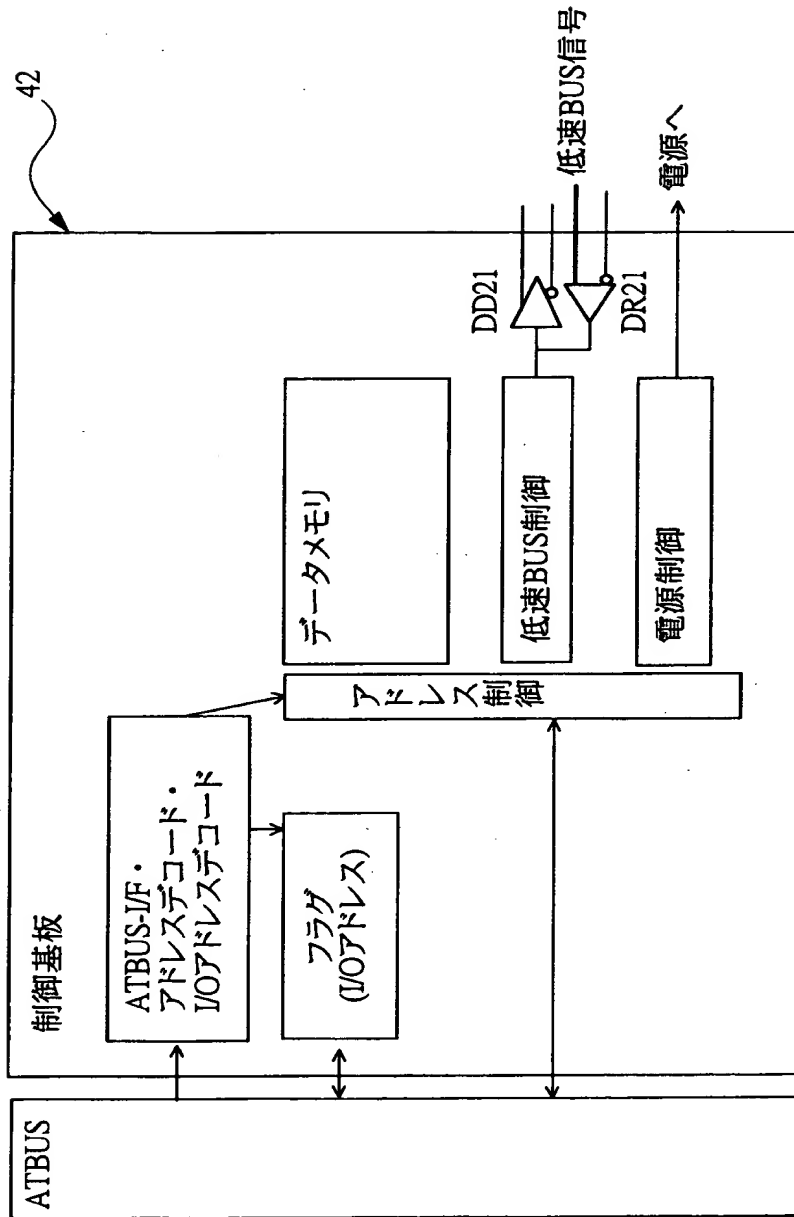 ATBUS
制御基板
42
ATBUS-I/F・
アドレスデコード・
I/Oアドレスデコード
フラグ
(I/Oアドレス)
アドレス制御
データメモリ
低速BUS制御
電源制御
DD21
DR21
低速BUS信号
電源へ